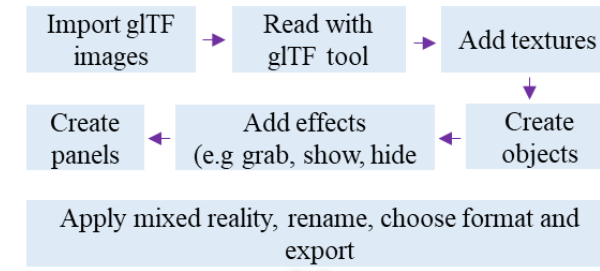 Import glTF
images
Read with
glTF tool
Add textures
Create
objects
Add effects
(e.g grab, show, hide
Create
panels
Apply mixed reality, rename, choose format and
export